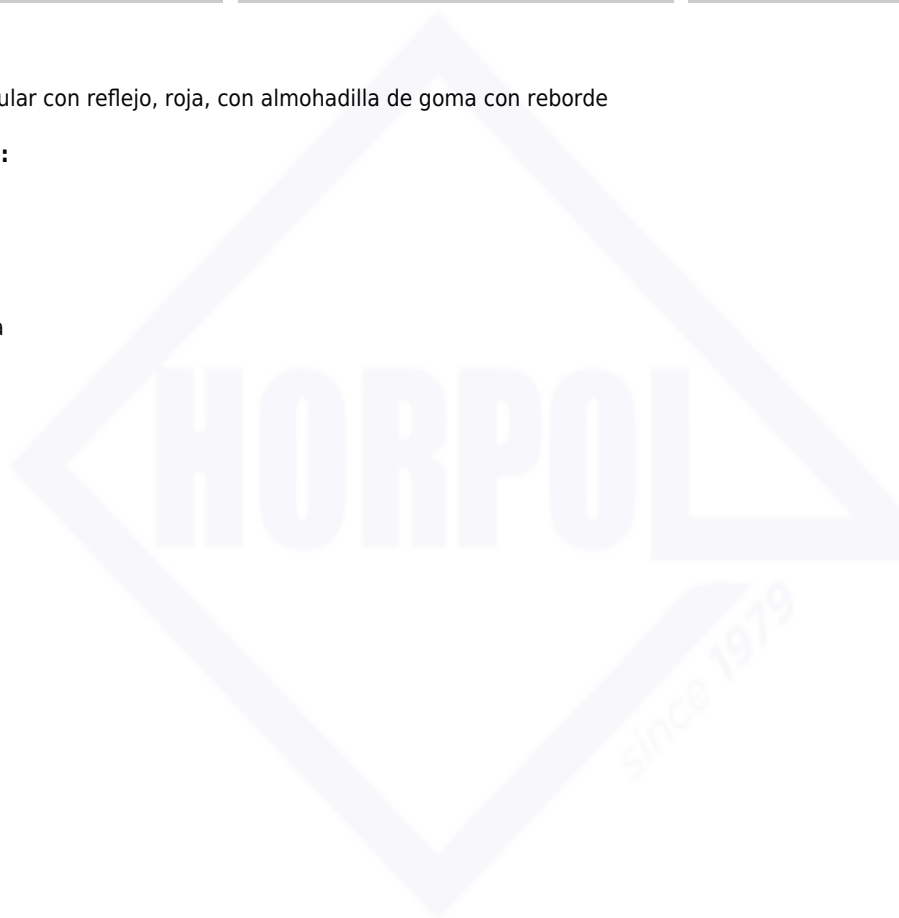 ular con reflejo, roja, con almohadilla de goma con reborde
:
a
HORPOL
since 1979